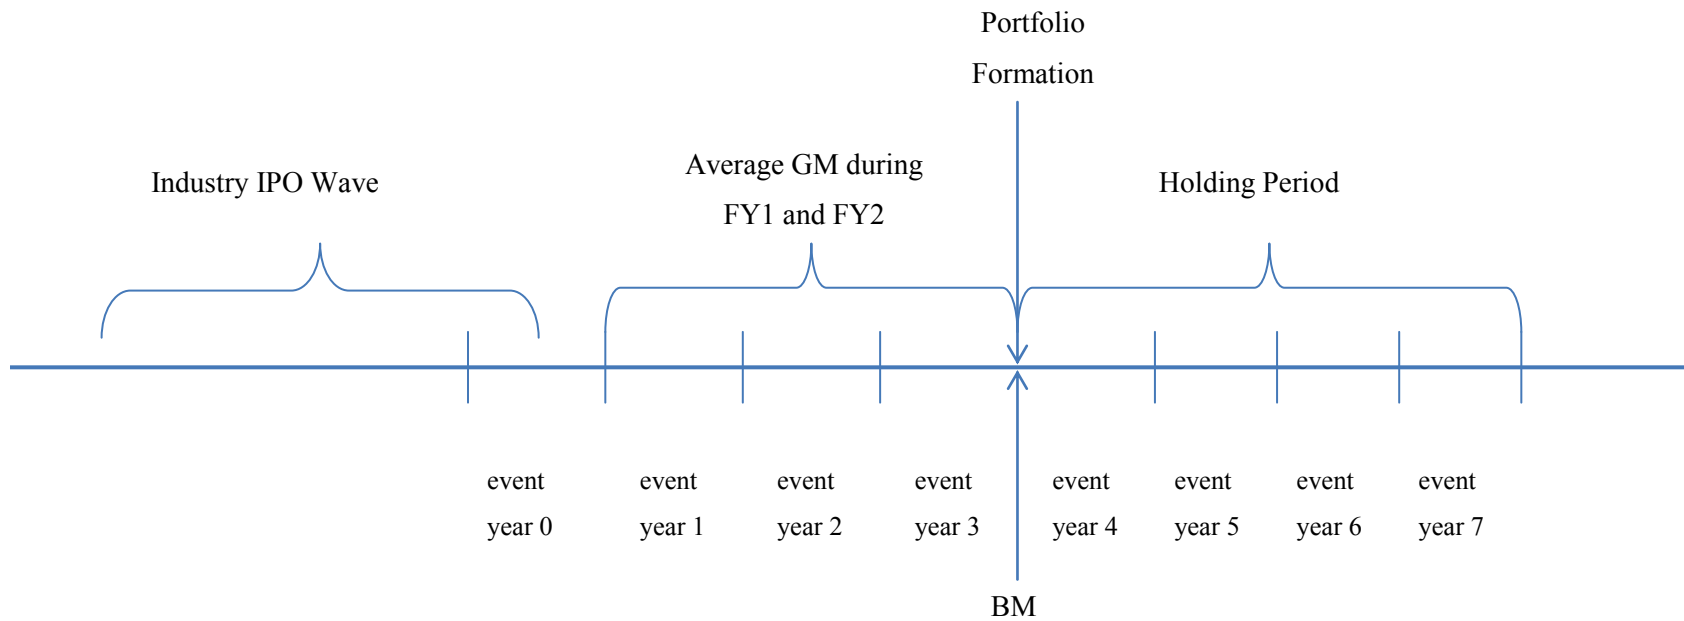 Portfolio
Formation
Average GM during
FY1 and FY2
Industry IPO Wave
Holding Period
event
year 0
event
year 1
event
year 2
event
year 3
event
year 4
event
year 5
event
year 6
event
year 7
BM